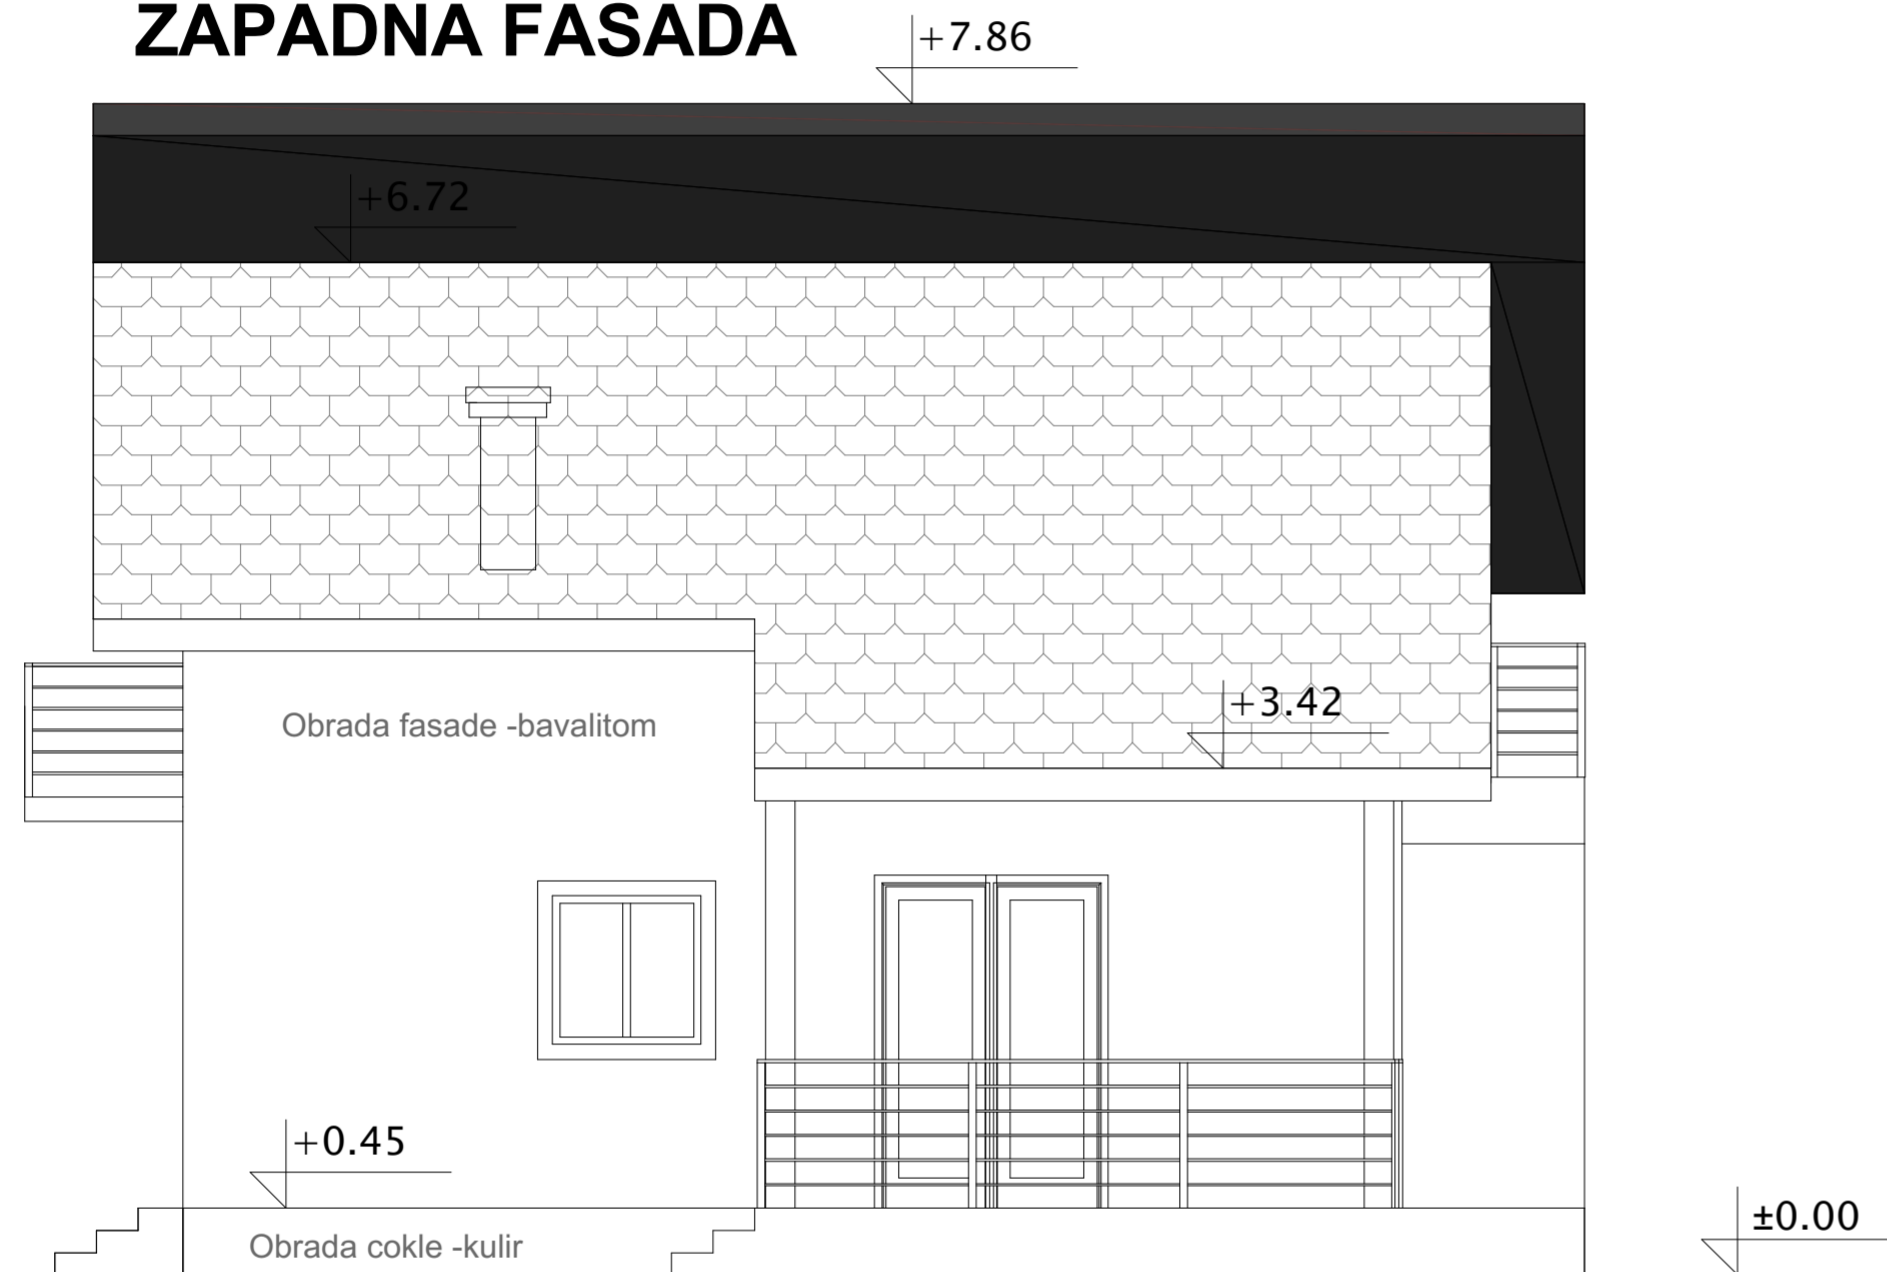 ZAPADNA FASADA
+7.86
+6.72
+3.42
Obrada fasade -bavalitom
+0.45
±0.00
Obrada cokle -kulir